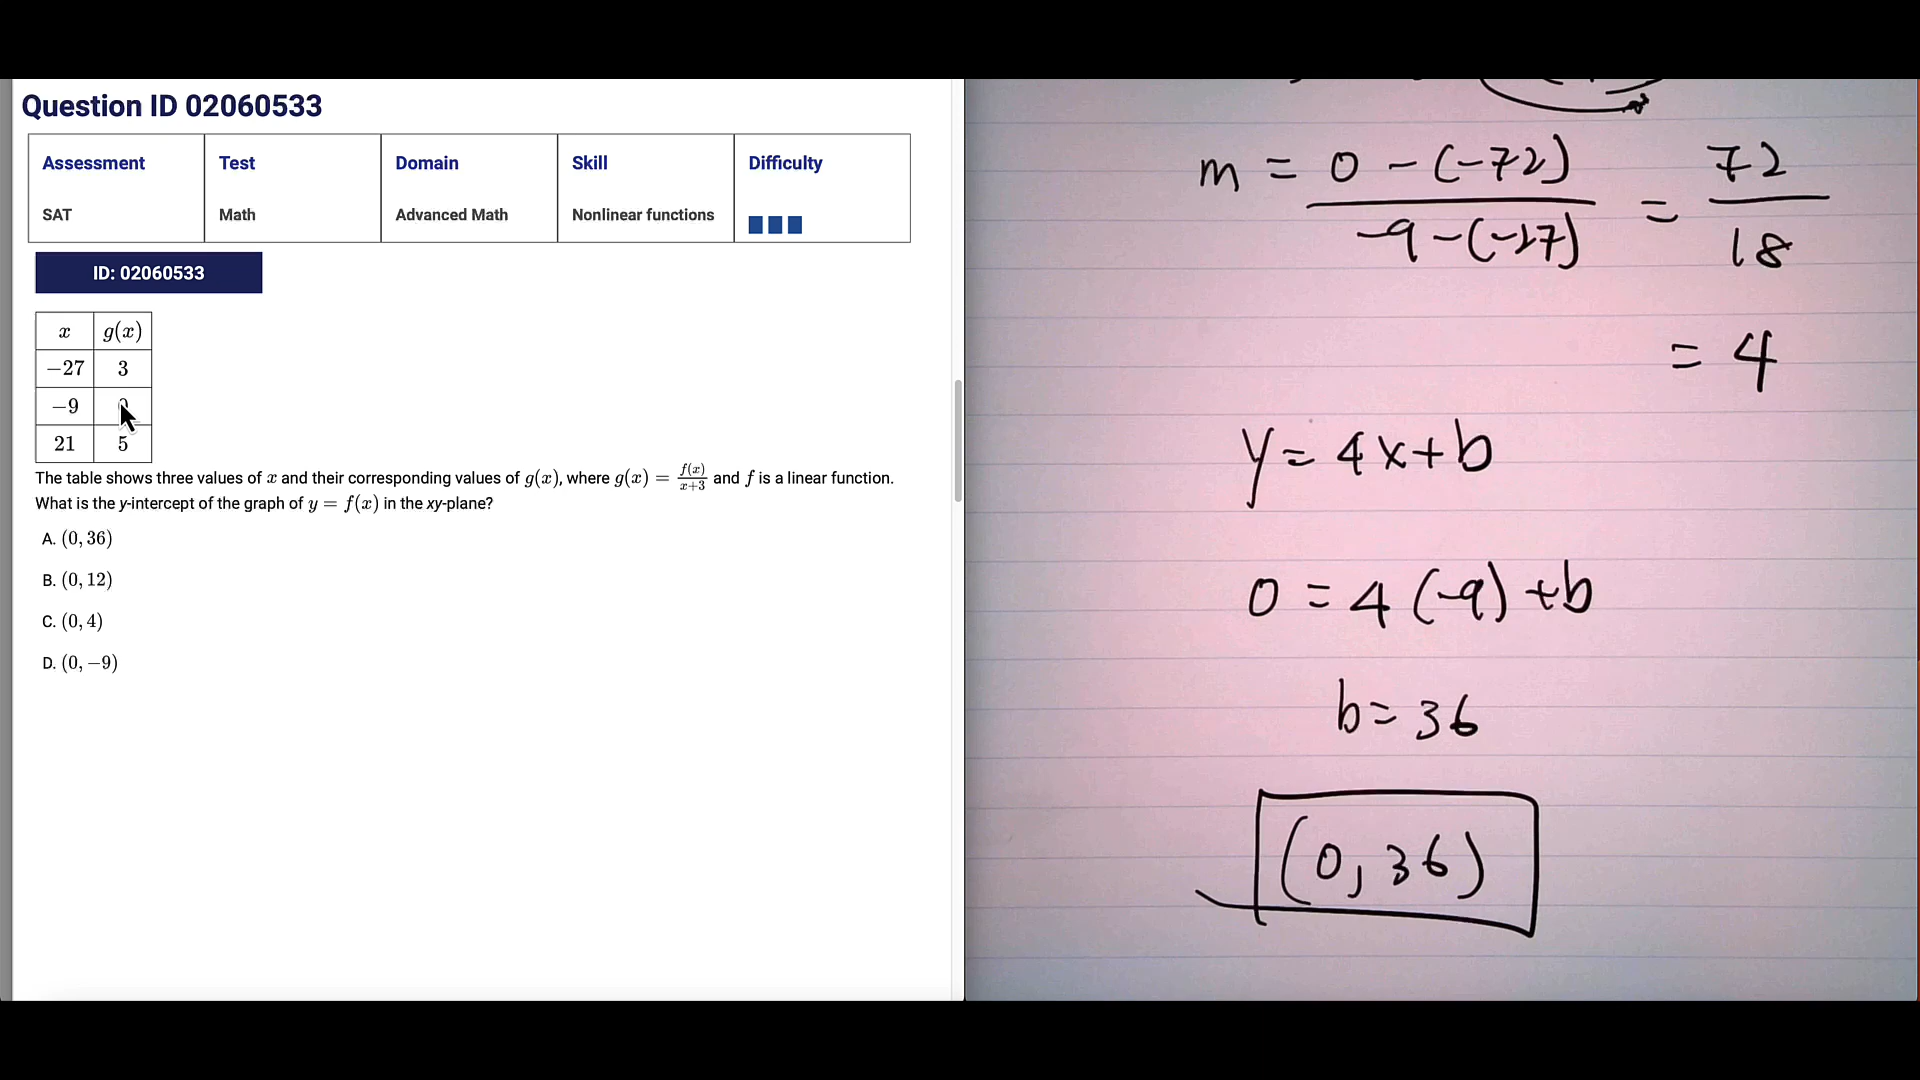 Question ID 02060533
Assessment Test Domain Skill Difficulty
SAT Math Advanced Math Nonlinear functions
ID: 02060533
x g(x)
−27 3
−9
21 5
The table shows three values of x and their corresponding values of g(x), where g(x) = f(x)/(x+3) and f is a linear function.
What is the y-intercept of the graph of y = f(x) in the xy-plane?
A. (0, 36)
B. (0, 12)
C. (0, 4)
D. (0, −9)
m = 0 - (-72) / -9 - (-27) = 72 / 18
= 4
y = 4x+b
0 = 4(-9)+b
b = 36
(0, 36)